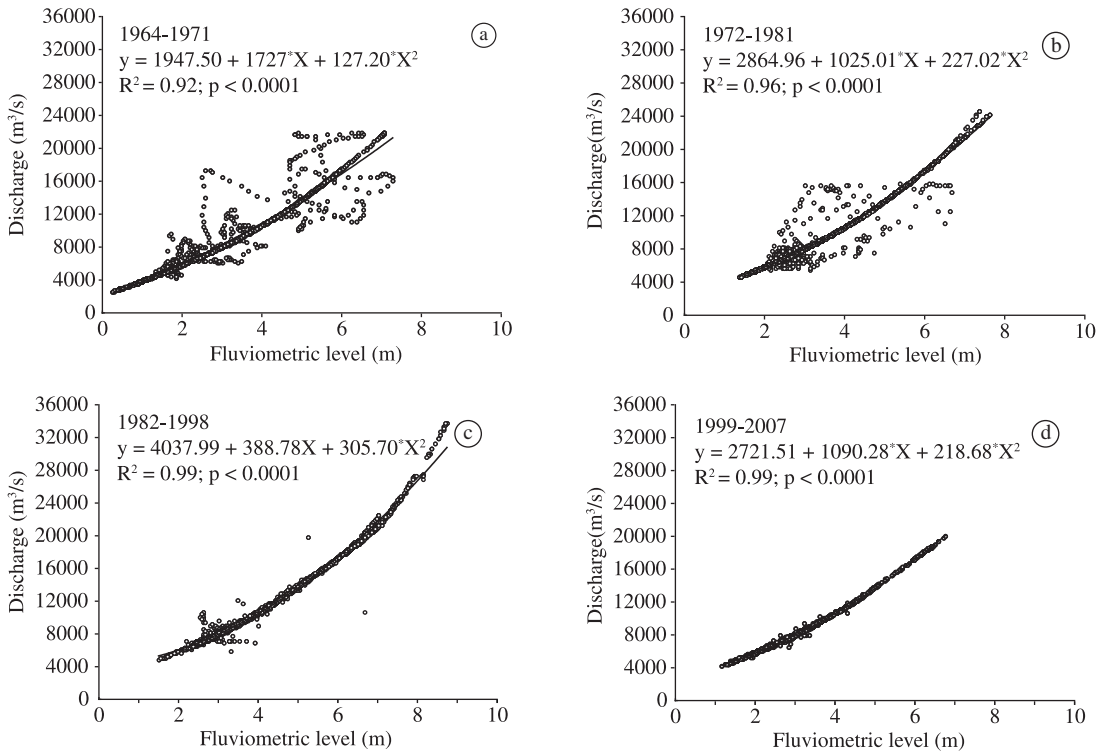 36000
32000
28000
24000
20000
16000
12000
8000
4000
0
Discharge (m³/s)
1964-1971
y = 1947.50 + 1727*X + 127.20*X²
R² = 0.92; p < 0.0001
a
0 2 4 6 8 10
Fluviometric level (m)
36000
32000
28000
24000
20000
16000
12000
8000
4000
0
Discharge(m³/s)
1972-1981
y = 2864.96 + 1025.01*X + 227.02*X²
R² = 0.96; p < 0.0001
b
0 2 4 6 8 10
Fluviometric level (m)
36000
32000
28000
24000
20000
16000
12000
8000
4000
0
Discharge (m³/s)
1982-1998
y = 4037.99 + 388.78X + 305.70*X²
R² = 0.99; p < 0.0001
c
0 2 4 6 8 10
Fluviometric level (m)
36000
32000
28000
24000
20000
16000
12000
8000
4000
0
Discharge(m³/s)
1999-2007
y = 2721.51 + 1090.28*X + 218.68*X²
R² = 0.99; p < 0.0001
d
0 2 4 6 8 10
Fluviometric level (m)